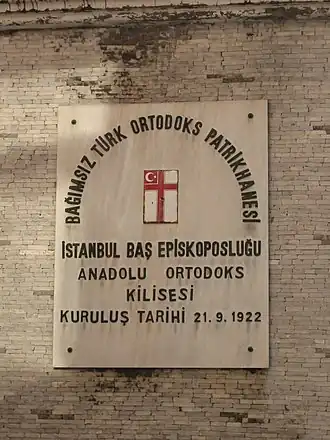 BAĞIMSIZ TÜRK ORTODOKS PATRİKHANESİ
İSTANBUL BAŞ EPİSKOPOSLUĞU
ANADOLU ORTODOKS
KİLİSESİ
KURULUŞ TARİHİ 21.9.1922